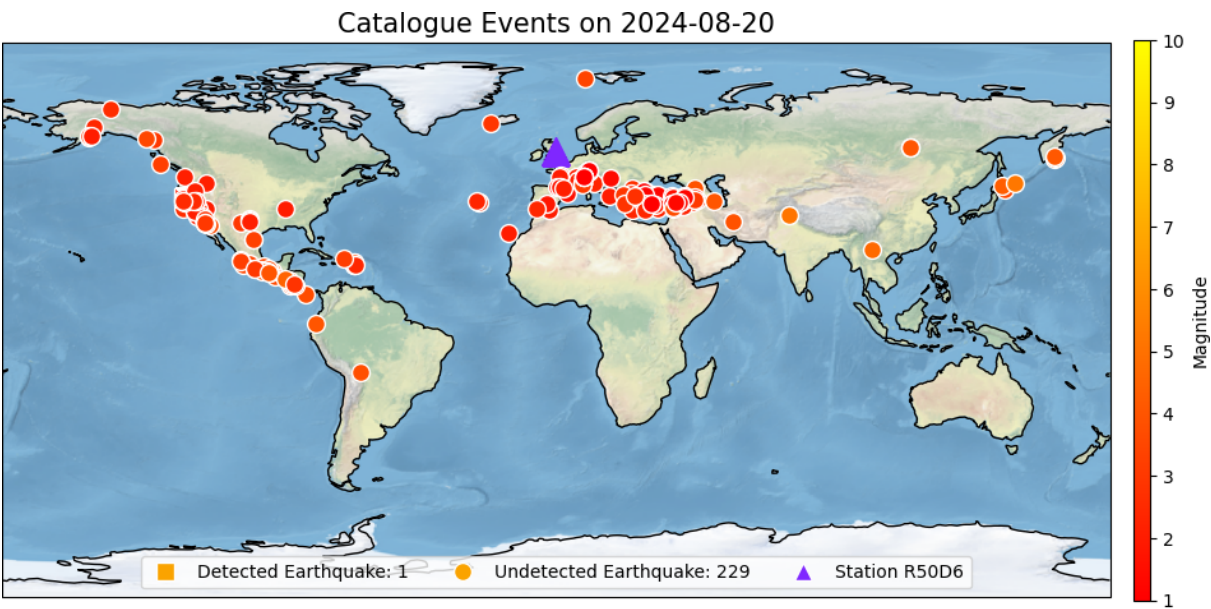 Catalogue Events on 2024-08-20
10
9
8
7
6
5
4
3
2
1
Magnitude
Detected Earthquake: 1
Undetected Earthquake: 229
Station R50D6